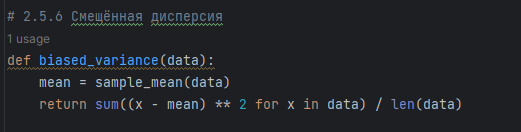 # 2.5.6 Смещённая дисперсия
1 usage
def biased_variance(data):
    mean = sample_mean(data)
    return sum((x - mean) ** 2 for x in data) / len(data)